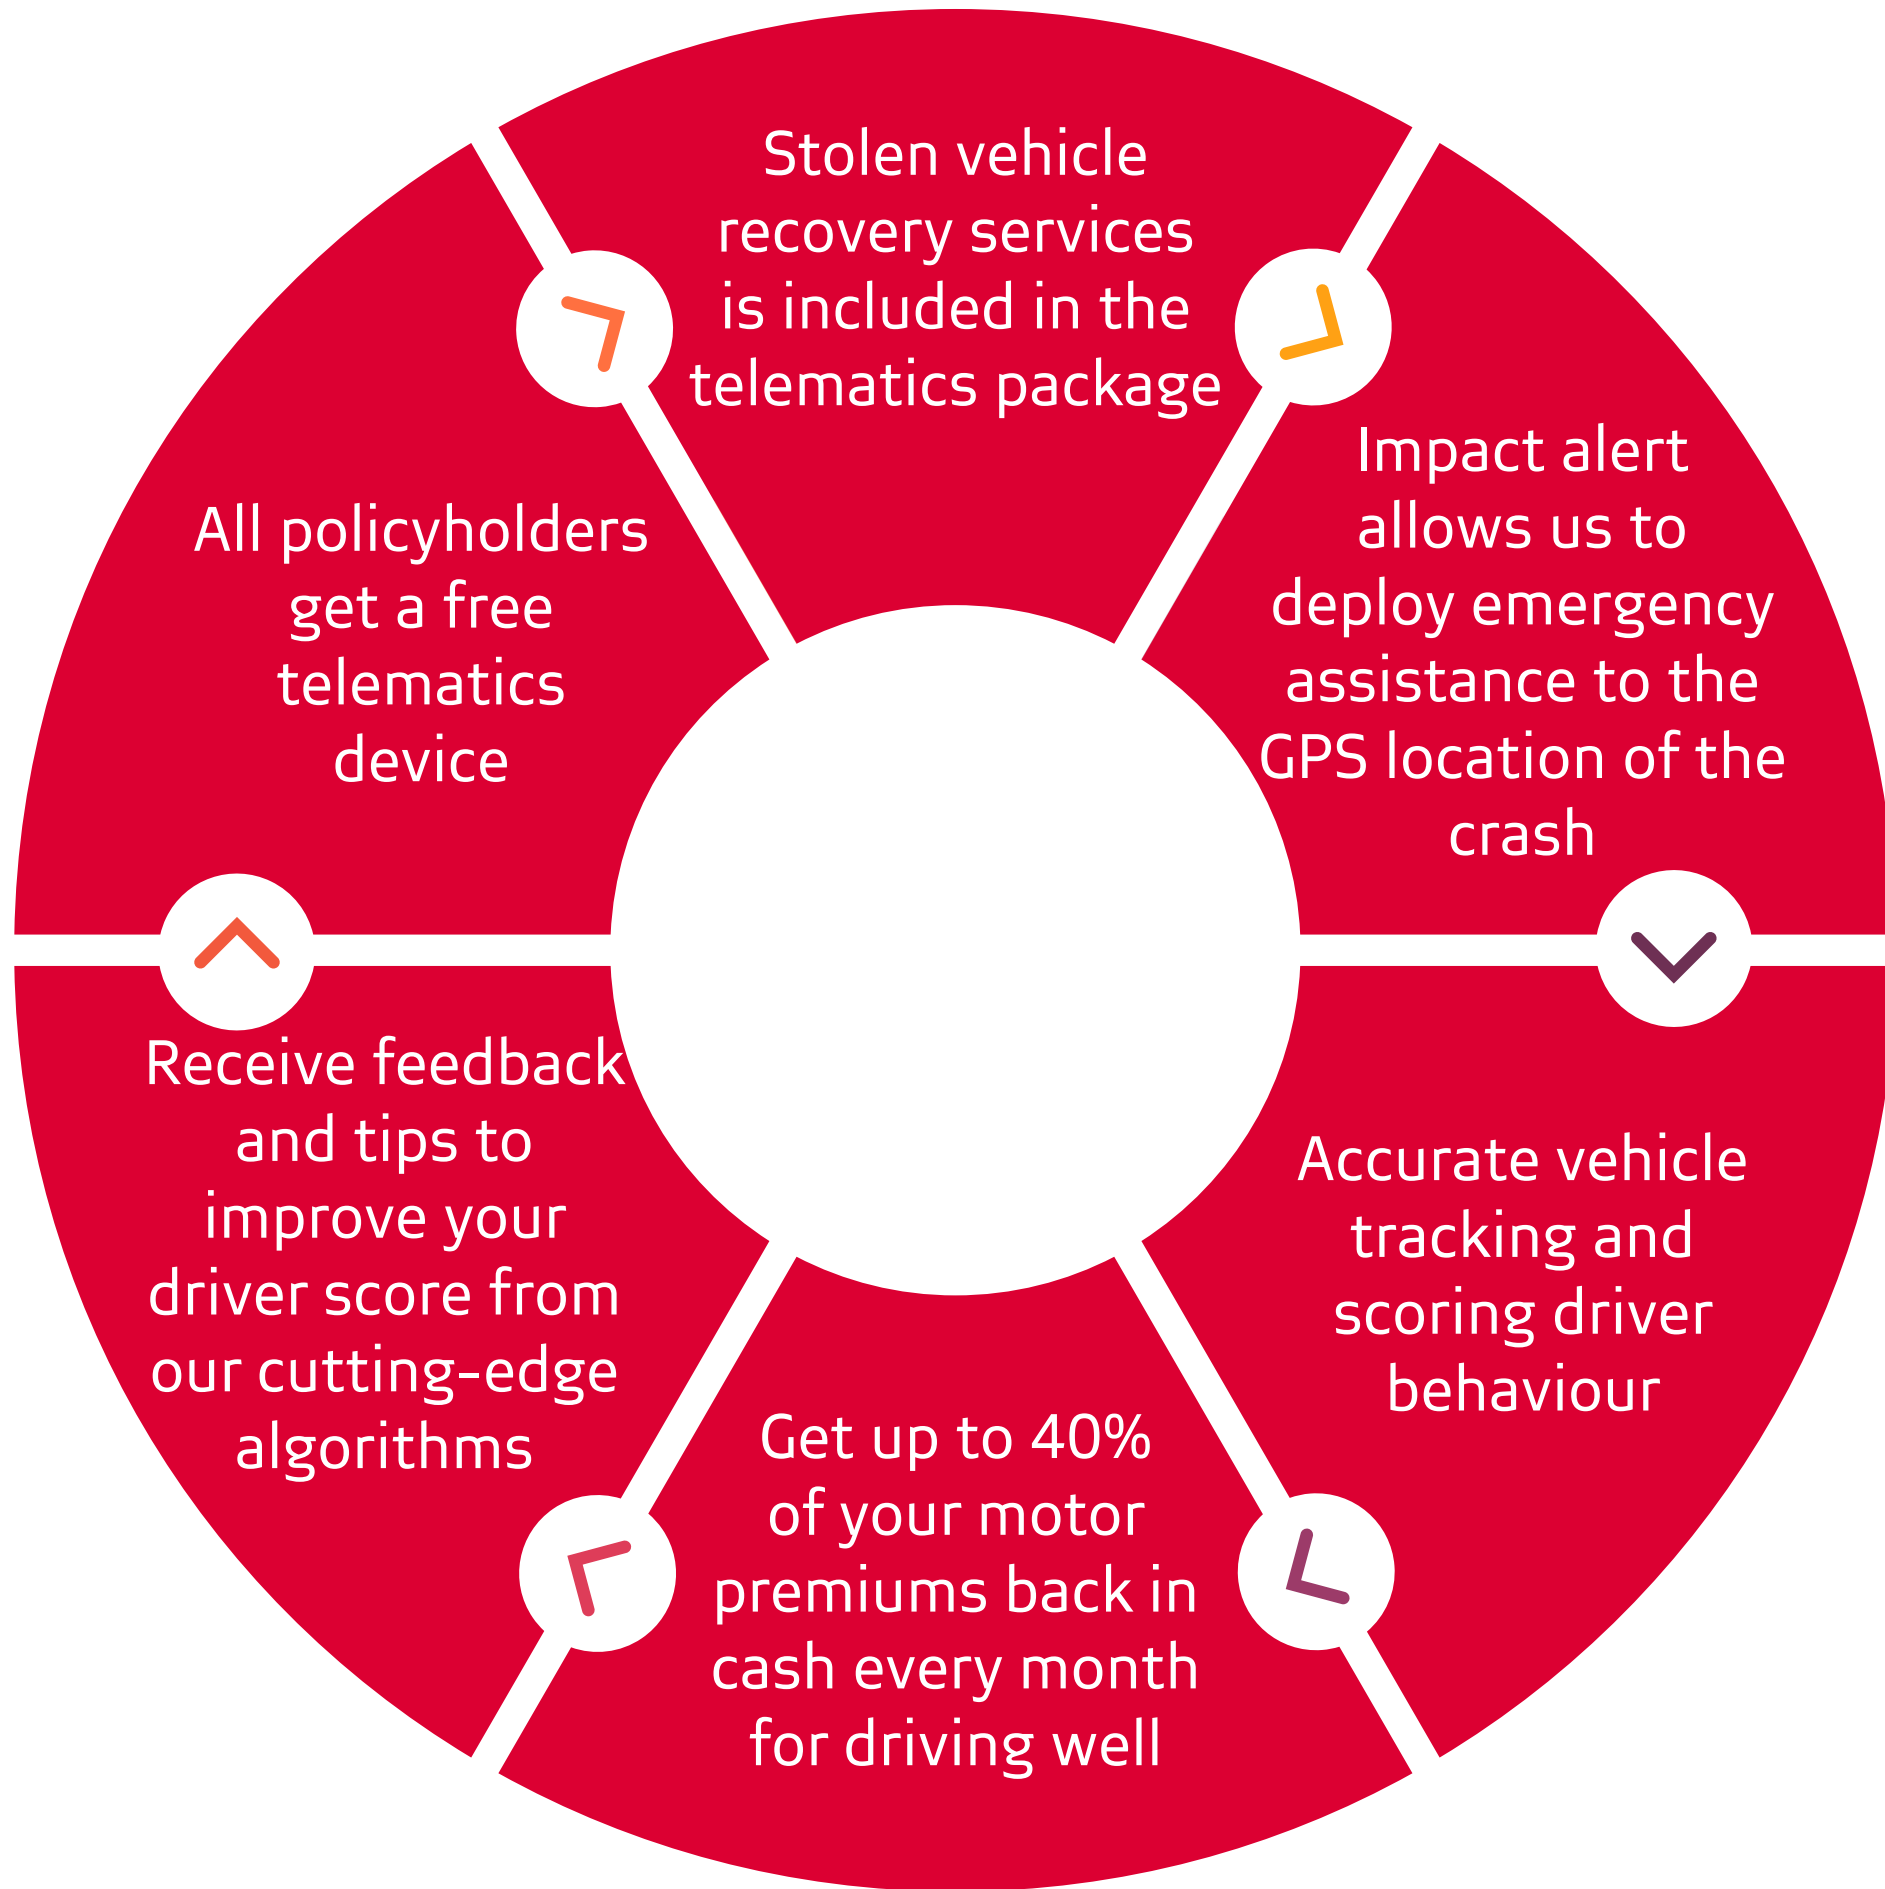 Stolen vehicle
recovery services
is included in the
telematics package
Impact alert
allows us to
deploy emergency
assistance to the
GPS location of the
crash
Accurate vehicle
tracking and
scoring driver
behaviour
Get up to 40%
of your motor
premiums back in
cash every month
for driving well
Receive feedback
and tips to
improve your
driver score from
our cutting-edge
algorithms
All policyholders
get a free
telematics
device